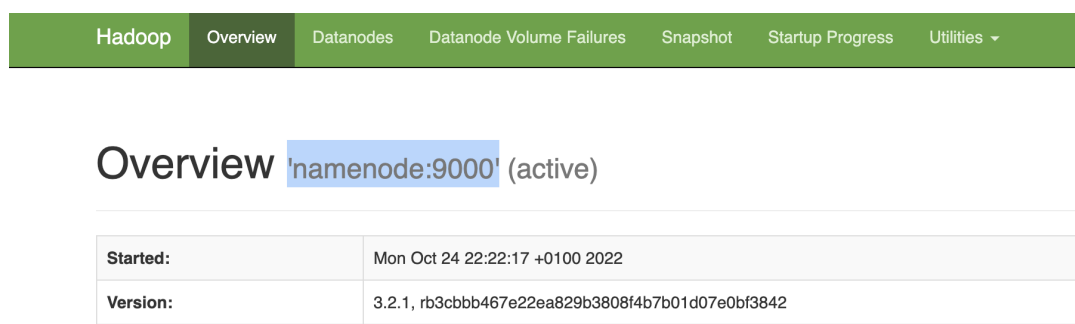 Hadoop Overview Datanodes Datanode Volume Failures Snapshot Startup Progress Utilities
Overview 'namenode:9000' (active)
Started: Mon Oct 24 22:22:17 +0100 2022
Version: 3.2.1, rb3cbbb467e22ea829b3808f4b7b01d07e0bf3842